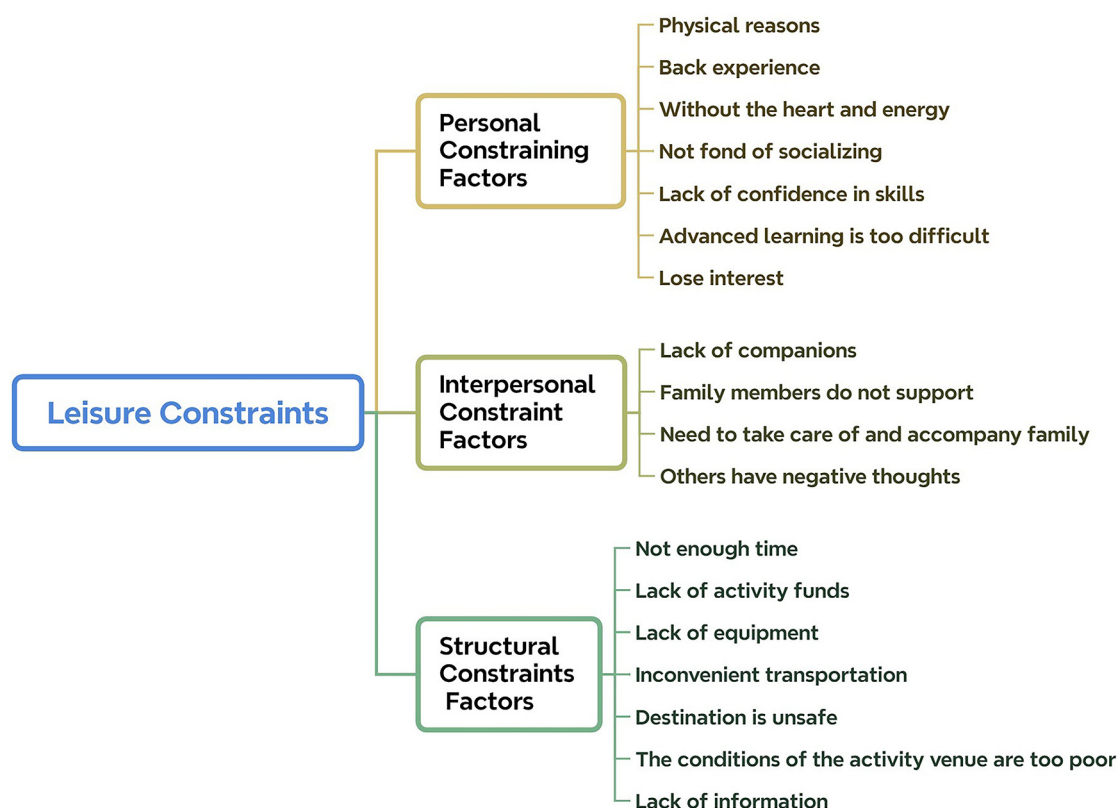 Leisure Constraints
Personal
Constraining
Factors
Physical reasons
Back experience
Without the heart and energy
Not fond of socializing
Lack of confidence in skills
Advanced learning is too difficult
Lose interest
Interpersonal
Constraint
Factors
Lack of companions
Family members do not support
Need to take care of and accompany family
Others have negative thoughts
Structural
Constraints
Factors
Not enough time
Lack of activity funds
Lack of equipment
Inconvenient transportation
Destination is unsafe
The conditions of the activity venue are too poor
Lack of information